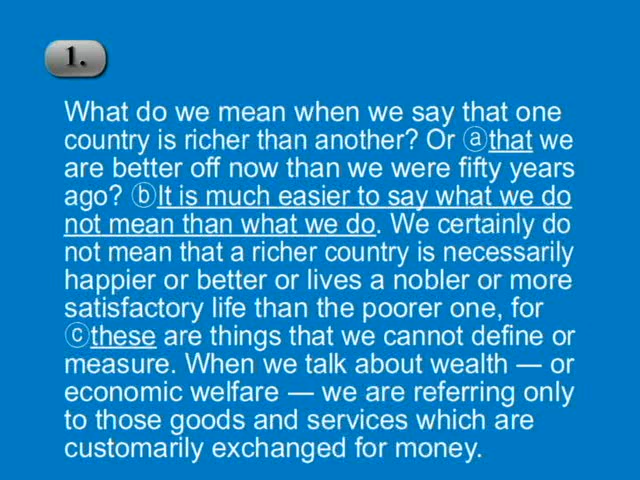 1.
What do we mean when we say that one
country is richer than another? Or ⓐthat we
are better off now than we were fifty years
ago? ⓑIt is much easier to say what we do
not mean than what we do. We certainly do
not mean that a richer country is necessarily
happier or better or lives a nobler or more
satisfactory life than the poorer one, for
ⓒthese are things that we cannot define or
measure. When we talk about wealth — or
economic welfare — we are referring only
to those goods and services which are
customarily exchanged for money.